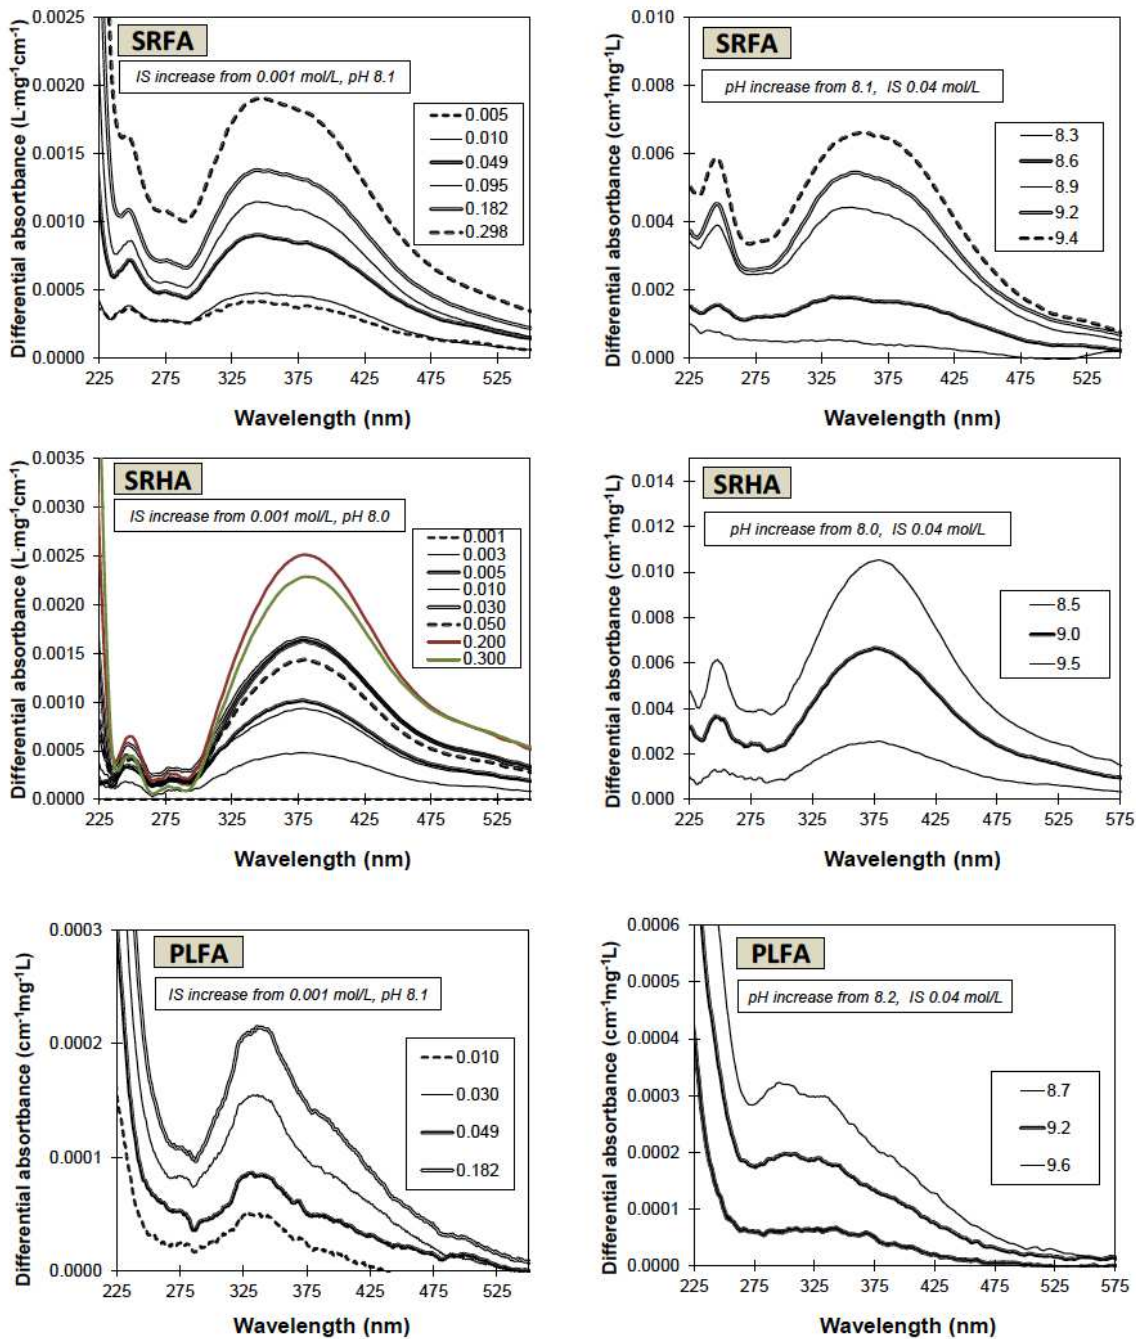 SRFA
IS increase from 0.001 mol/L, pH 8.1
Differential absorbance (L·mg⁻¹cm⁻¹)
0.0025
0.0020
0.0015
0.0010
0.0005
0.0000
0.005
0.010
0.049
0.095
0.182
0.298
225 275 325 375 425 475 525
Wavelength (nm)
SRFA
pH increase from 8.1, IS 0.04 mol/L
Differential absorbance (cm⁻¹mg⁻¹L)
0.010
0.008
0.006
0.004
0.002
0.000
8.3
8.6
8.9
9.2
9.4
225 275 325 375 425 475 525
Wavelength (nm)
SRHA
IS increase from 0.001 mol/L, pH 8.0
Differential absorbance (L·mg⁻¹cm⁻¹)
0.0035
0.0030
0.0025
0.0020
0.0015
0.0010
0.0005
0.0000
0.001
0.003
0.005
0.010
0.030
0.050
0.200
0.300
225 275 325 375 425 475 525
Wavelength (nm)
SRHA
pH increase from 8.0, IS 0.04 mol/L
Differential absorbance (cm⁻¹mg⁻¹L)
0.014
0.012
0.010
0.008
0.006
0.004
0.002
0.000
8.5
9.0
9.5
225 275 325 375 425 475 525 575
Wavelength (nm)
PLFA
IS increase from 0.001 mol/L, pH 8.1
Differential absorbance (cm⁻¹mg⁻¹L)
0.0003
0.0002
0.0001
0.0000
0.010
0.030
0.049
0.182
225 275 325 375 425 475 525
Wavelength (nm)
PLFA
pH increase from 8.2, IS 0.04 mol/L
Differential absorbance (cm⁻¹mg⁻¹L)
0.0006
0.0005
0.0004
0.0003
0.0002
0.0001
0.0000
8.7
9.2
9.6
225 275 325 375 425 475 525 575
Wavelength (nm)